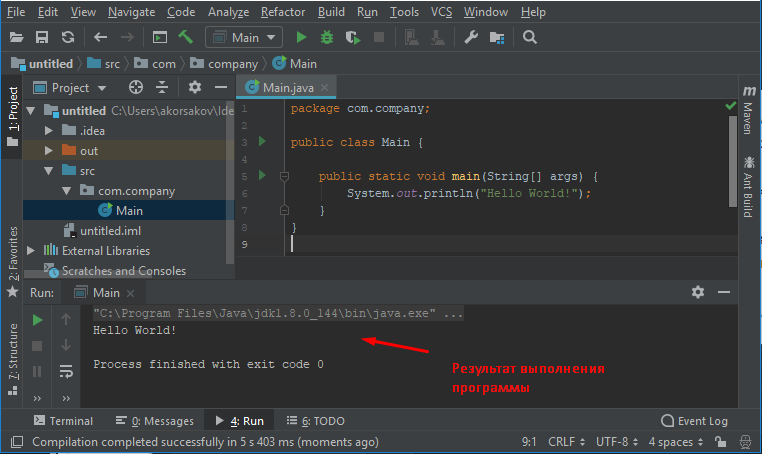 File Edit View Navigate Code Analyze Refactor Build Run Tools VCS Window Help
Main
untitled src com company Main
1: Project
Project
untitled C:\Users\akorsakov\Ide
.idea
out
src
com.company
Main
untitled.iml
External Libraries
Scratches and Consoles
Main.java
1 package com.company;
2
3 public class Main {
4
5 public static void main(String[] args) {
6 System.out.println("Hello World!");
7 }
8 }
9
Maven
Ant Build
2: Favorites
7: Structure
Run: Main
"C:\Program Files\Java\jdk1.8.0_144\bin\java.exe" ...
Hello World!
Process finished with exit code 0
Результат выполнения
программы
Terminal 0: Messages 4: Run 6: TODO Event Log
Compilation completed successfully in 5 s 403 ms (moments ago) 9:1 CRLF UTF-8 4 spaces